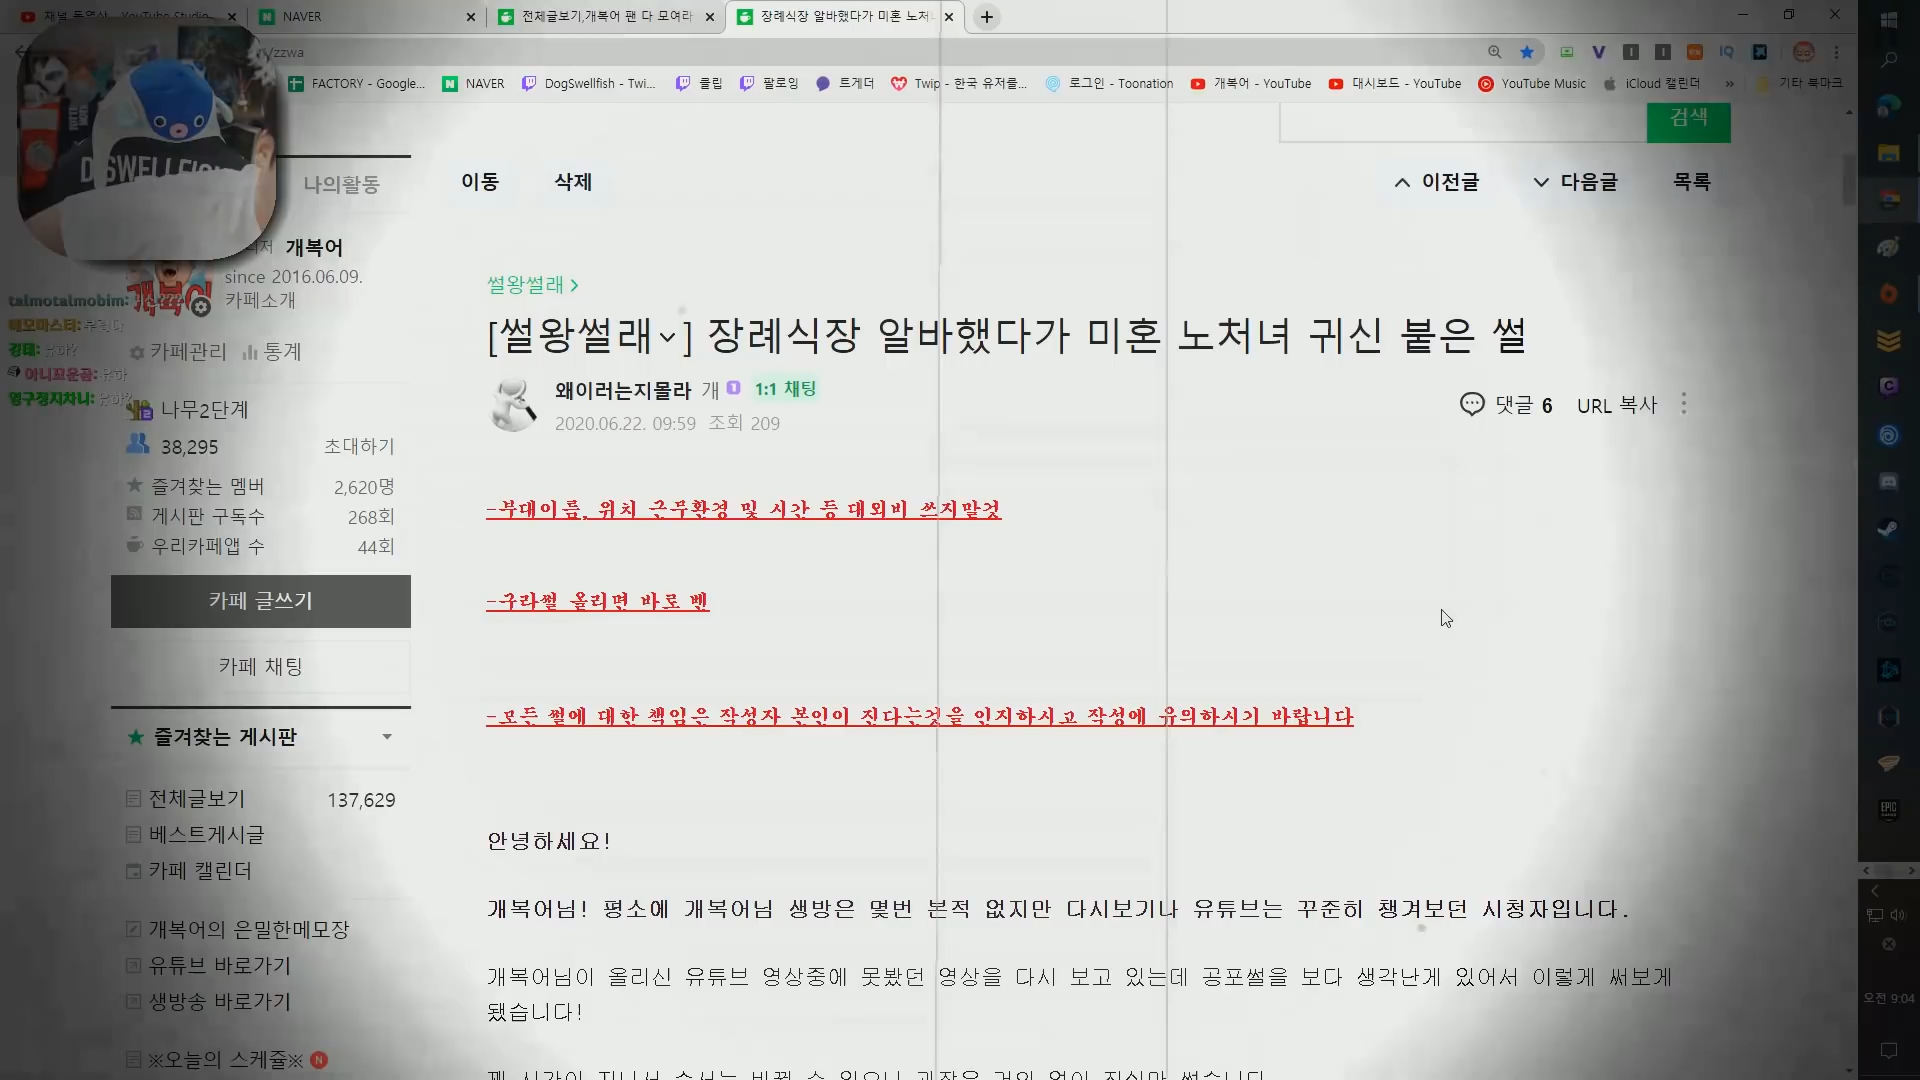 NAVER
전체글보기,개복어 팬 다 모여라
장례식장 알바했다가 미혼 노처
/zzwa
FACTORY - Google...
NAVER
DogSwellfish - Twi...
클립
팔로잉
트게더
Twip - 한국 유저들...
로그인 - Toonation
개복어 - YouTube
대시보드 - YouTube
YouTube Music
iCloud 캘린더
»
기타 북마크
검색
나의활동
이동
삭제
이전글
다음글
목록
개복어
since 2016.06.09.
카페소개
talmotalmobim:
카페관리
통계
나무2단계
38,295
초대하기
즐겨찾는 멤버
2,620명
게시판 구독수
268회
우리카페앱 수
44회
카페 글쓰기
카페 채팅
즐겨찾는 게시판
전체글보기
137,629
베스트게시글
카페 캘린더
개복어의 은밀한메모장
유튜브 바로가기
생방송 바로가기
※오늘의 스케쥴※ N
썰왕썰래 >
[썰왕썰래] 장례식장 알바했다가 미혼 노처녀 귀신 붙은 썰
왜이러는지몰라 개 1 1:1 채팅
2020.06.22. 09:59 조회 209
댓글 6
URL 복사
-부대이름, 위치 근무환경 및 시간 등 대외비 쓰지말것
-구라썰 올리면 바로 벤
-모든 썰에 대한 책임은 작성자 본인이 진다는것을 인지하시고 작성에 유의하시기 바랍니다
안녕하세요!
개복어님! 평소에 개복어님 생방은 몇번 본적 없지만 다시보기나 유튜브는 꾸준히 챙겨보던 시청자입니다.
개복어님이 올리신 유튜브 영상중에 못봤던 영상을 다시 보고 있는데 공포썰을 보다 생각난게 있어서 이렇게 써보게
됐습니다!
EPIC
오전 9:04